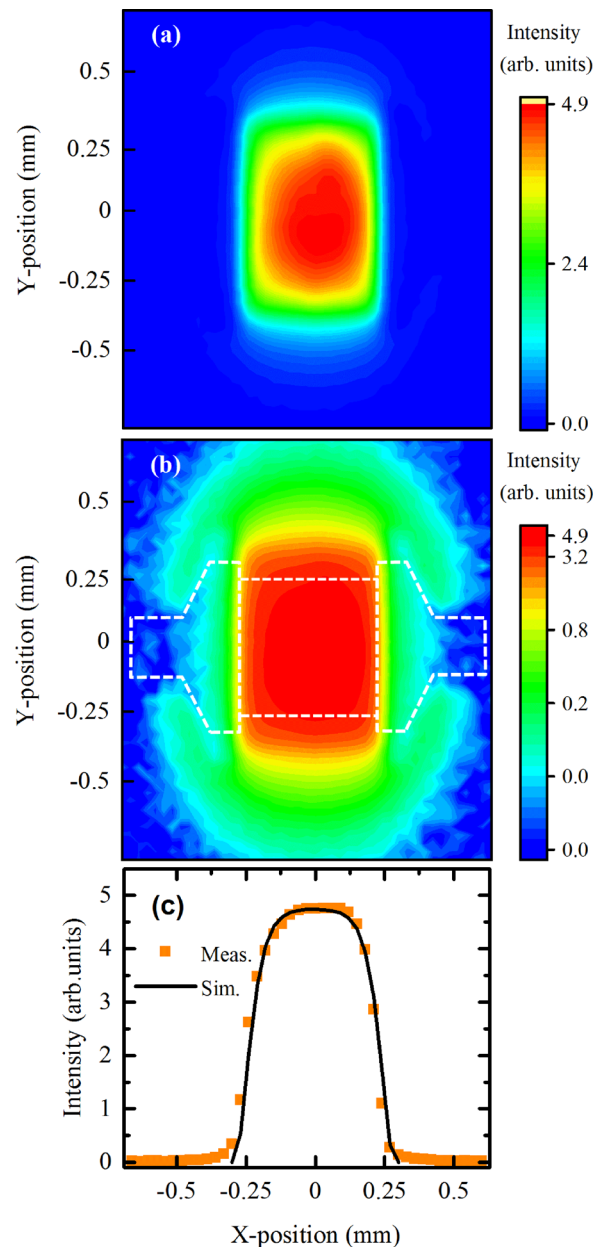 (a)
Intensity
(arb. units)
4.9
2.4
0.0
0.5
0.25
0
-0.25
-0.5
Y-position (mm)
(b)
Intensity
(arb. units)
4.9
3.2
0.8
0.2
0.0
0.0
0.5
0.25
0
-0.25
-0.5
Y-position (mm)
(c)
Meas.
Sim.
5
4
3
2
1
0
Intensity (arb.units)
-0.5 -0.25 0 0.25 0.5
X-position (mm)